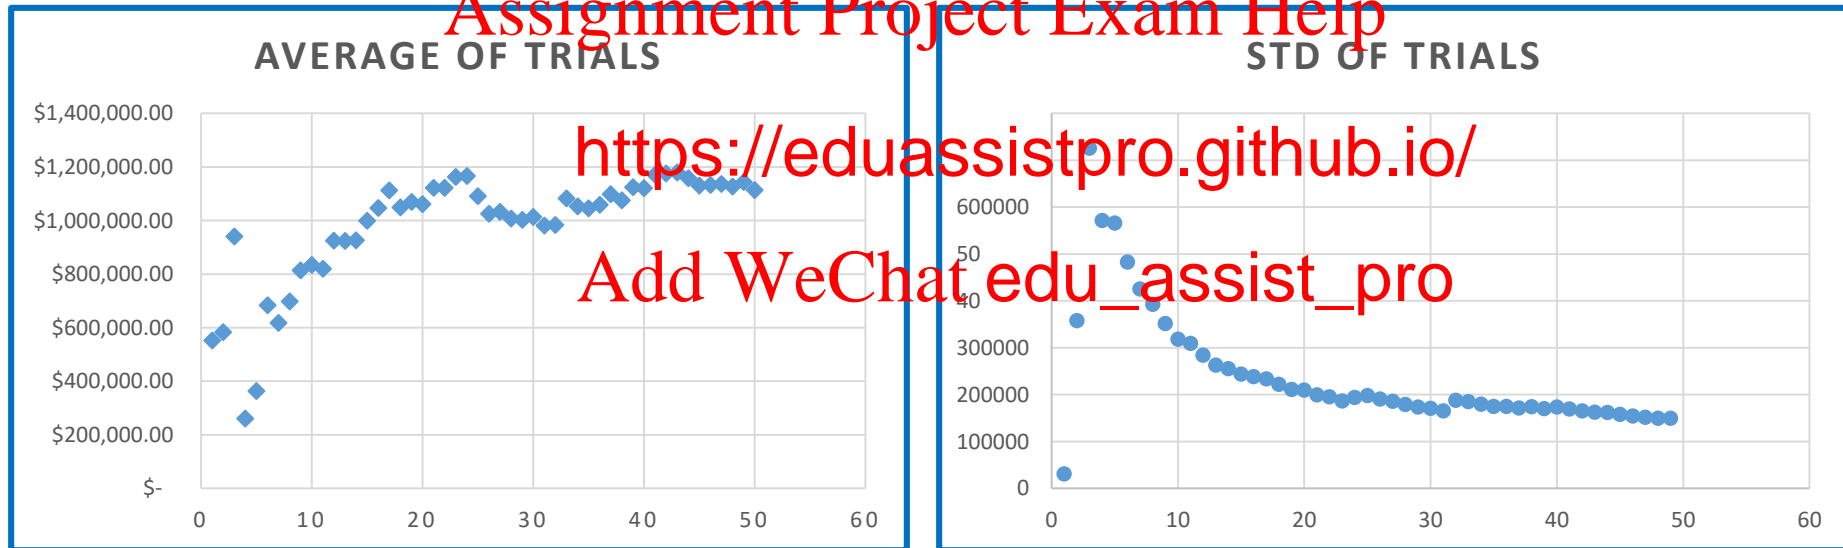 Assignment Project Exam Help
AVERAGE OF TRIALS
$1,400,000.00
$1,200,000.00
$1,000,000.00
$800,000.00
$600,000.00
$400,000.00
$200,000.00
$-
0 10 20 30 40 50 60
STD OF TRIALS
https://eduassistpro.github.io/
600000
50
Add WeChat edu_assist_pro
40
300000
200000
100000
0
0 10 20 30 40 50 60